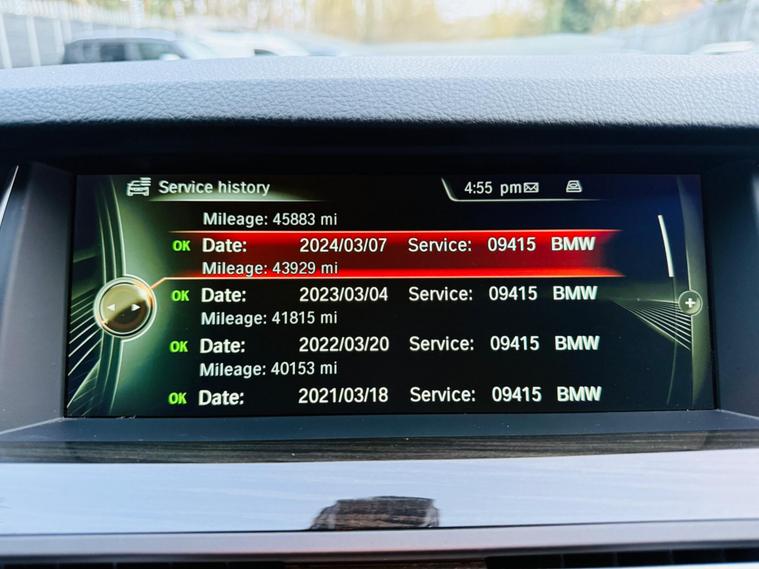 Service history 4:55 pm
Mileage: 45883 mi
OK Date: 2024/03/07 Service: 09415 BMW
Mileage: 43929 mi
OK Date: 2023/03/04 Service: 09415 BMW
Mileage: 41815 mi
OK Date: 2022/03/20 Service: 09415 BMW
Mileage: 40153 mi
OK Date: 2021/03/18 Service: 09415 BMW